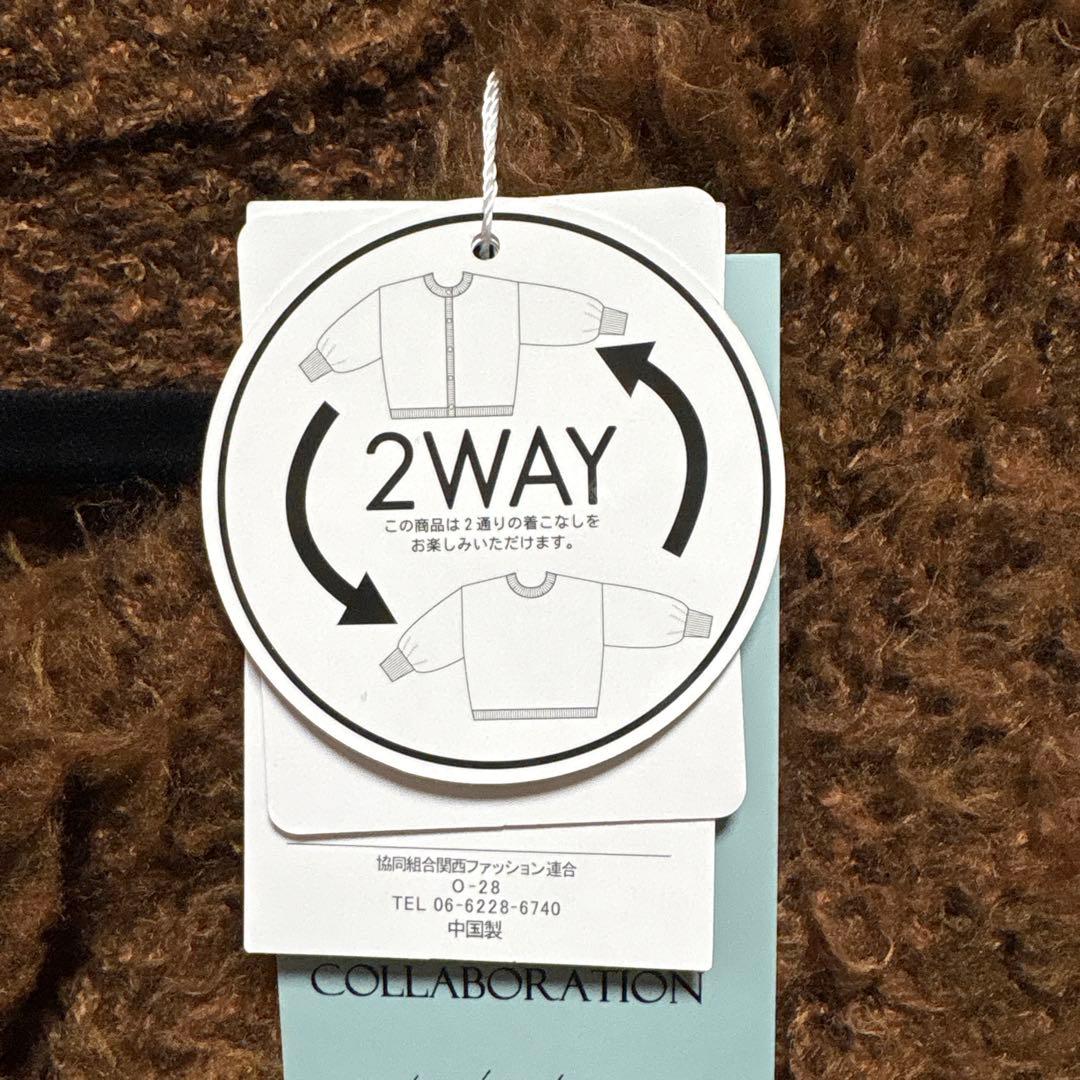 2WAY
この商品は2通りの着こなしを
お楽しみいただけます。
協同組合関西ファッション連合
O-28
TEL 06-6228-6740
中国製
COLLABORATION